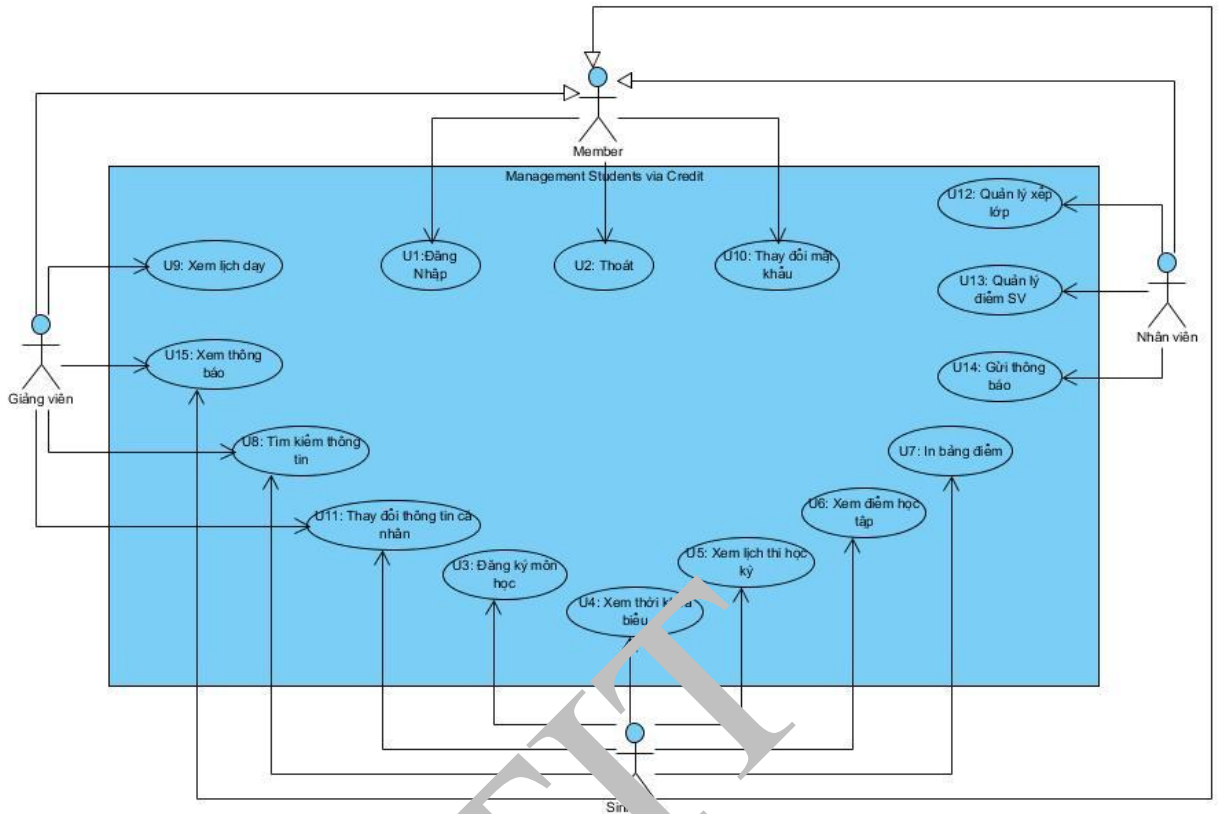 Member
Management Students via Credit
U12: Quản lý xếp
lớp
U9: Xem lịch dạy
U1:Đăng
Nhập
U2: Thoát
U10: Thay đổi mật
khẩu
U13: Quản lý
điểm SV
Nhân viên
U15: Xem thông
báo
Giảng viên
U14: Gửi thông
báo
U8: Tìm kiếm thông
tin
U7: In bảng điểm
U6: Xem điểm học
tập
U11: Thay đổi thông tin cá
nhân
U3: Đăng ký môn
học
U5: Xem lịch thi học
kỳ
U4: Xem thời
biểu